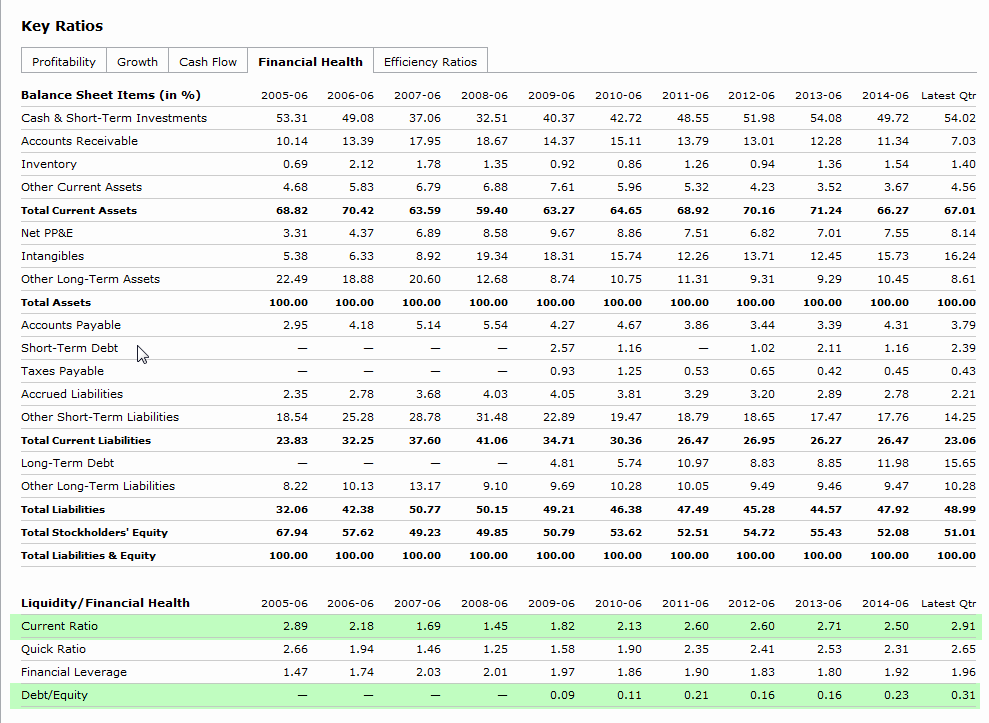 Key Ratios
Profitability Growth Cash Flow Financial Health Efficiency Ratios
Balance Sheet Items (in %) 2005-06 2006-06 2007-06 2008-06 2009-06 2010-06 2011-06 2012-06 2013-06 2014-06 Latest Qtr
Cash & Short-Term Investments 53.31 49.08 37.06 32.51 40.37 42.72 48.55 51.98 54.08 49.72 54.02
Accounts Receivable 10.14 13.39 17.95 18.67 14.37 15.11 13.79 13.01 12.28 11.34 7.03
Inventory 0.69 2.12 1.78 1.35 0.92 0.86 1.26 0.94 1.36 1.54 1.40
Other Current Assets 4.68 5.83 6.79 6.88 7.61 5.96 5.32 4.23 3.52 3.67 4.56
Total Current Assets 68.82 70.42 63.59 59.40 63.27 64.65 68.92 70.16 71.24 66.27 67.01
Net PP&E 3.31 4.37 6.89 8.58 9.67 8.86 7.51 6.82 7.01 7.55 8.14
Intangibles 5.38 6.33 8.92 19.34 18.31 15.74 12.26 13.71 12.45 15.73 16.24
Other Long-Term Assets 22.49 18.88 20.60 12.68 8.74 10.75 11.31 9.31 9.29 10.45 8.61
Total Assets 100.00 100.00 100.00 100.00 100.00 100.00 100.00 100.00 100.00 100.00 100.00
Accounts Payable 2.95 4.18 5.14 5.54 4.27 4.67 3.86 3.44 3.39 4.31 3.79
Short-Term Debt — — — — 2.57 1.16 — 1.02 2.11 1.16 2.39
Taxes Payable — — — — 0.93 1.25 0.53 0.65 0.42 0.45 0.43
Accrued Liabilities 2.35 2.78 3.68 4.03 4.05 3.81 3.29 3.20 2.89 2.78 2.21
Other Short-Term Liabilities 18.54 25.28 28.78 31.48 22.89 19.47 18.79 18.65 17.47 17.76 14.25
Total Current Liabilities 23.83 32.25 37.60 41.06 34.71 30.36 26.47 26.95 26.27 26.47 23.06
Long-Term Debt — — — — 4.81 5.74 10.97 8.83 8.85 11.98 15.65
Other Long-Term Liabilities 8.22 10.13 13.17 9.10 9.69 10.28 10.05 9.49 9.46 9.47 10.28
Total Liabilities 32.06 42.38 50.77 50.15 49.21 46.38 47.49 45.28 44.57 47.92 48.99
Total Stockholders' Equity 67.94 57.62 49.23 49.85 50.79 53.62 52.51 54.72 55.43 52.08 51.01
Total Liabilities & Equity 100.00 100.00 100.00 100.00 100.00 100.00 100.00 100.00 100.00 100.00 100.00
Liquidity/Financial Health 2005-06 2006-06 2007-06 2008-06 2009-06 2010-06 2011-06 2012-06 2013-06 2014-06 Latest Qtr
Current Ratio 2.89 2.18 1.69 1.45 1.82 2.13 2.60 2.60 2.71 2.50 2.91
Quick Ratio 2.66 1.94 1.46 1.25 1.58 1.90 2.35 2.41 2.53 2.31 2.65
Financial Leverage 1.47 1.74 2.03 2.01 1.97 1.86 1.90 1.83 1.80 1.92 1.96
Debt/Equity — — — — 0.09 0.11 0.21 0.16 0.16 0.23 0.31